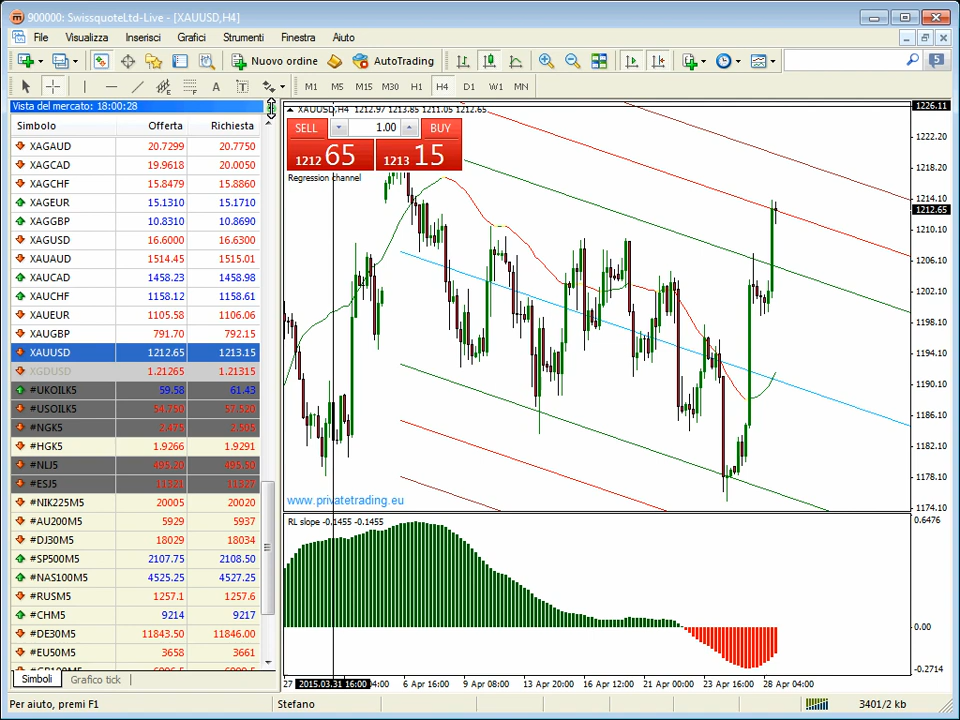 900000: SwissquoteLtd-Live - [XAUUSD,H4]
File Visualizza Inserisci Grafici Strumenti Finestra Aiuto
Nuovo ordine AutoTrading 5
A T M1 M5 M15 M30 H1 H4 D1 W1 MN
Vista del mercato: 18:00:28
Simbolo Offerta Richiesta
XAGAUD 20.7299 20.7750
XAGCAD 19.9618 20.0050
XAGCHF 15.8479 15.8860
XAGEUR 15.1310 15.1710
XAGGBP 10.8310 10.8690
XAGUSD 16.6000 16.6300
XAUAUD 1514.45 1515.01
XAUCAD 1458.23 1458.98
XAUCHF 1158.12 1158.61
XAUEUR 1105.58 1106.06
XAUGBP 791.70 792.15
XAUUSD 1212.65 1213.15
XGDUSD 1.21265 1.21315
#UKOILK5 59.58 61.43
#USOILK5 54.750 57.520
#NGK5 2.475 2.595
#HGK5 1.9266 1.9291
#NLJ5 495.20 495.50
#ESJ5 11521 11527
#NIK225M5 20005 20020
#AU200M5 5929 5937
#DJ30M5 18029 18034
#SP500M5 2107.75 2108.50
#NAS100M5 4525.25 4527.25
#RUSM5 1257.1 1257.6
#CHM5 9214 9217
#DE30M5 11843.50 11846.00
#EU50M5 3658 3661
Simboli Grafico tick
XAUUSD,H4 1212.97 1213.85 1211.05 1212.65
SELL 1.00 BUY
1212 65 1213 15
Regression channel
www.privatetrading.eu
1226.11
1222.20
1218.20
1214.10
1212.65
1210.10
1206.10
1202.10
1198.10
1194.10
1190.10
1186.10
1182.10
1178.10
1174.10
RL slope -0.1455 -0.1455
0.6476
0.00
-0.2714
27 2015.03.31 16:00 04:00 6 Apr 16:00 9 Apr 08:00 13 Apr 20:00 16 Apr 12:00 21 Apr 00:00 23 Apr 16:00 28 Apr 04:00
Per aiuto, premi F1 Stefano 3401/2 kb